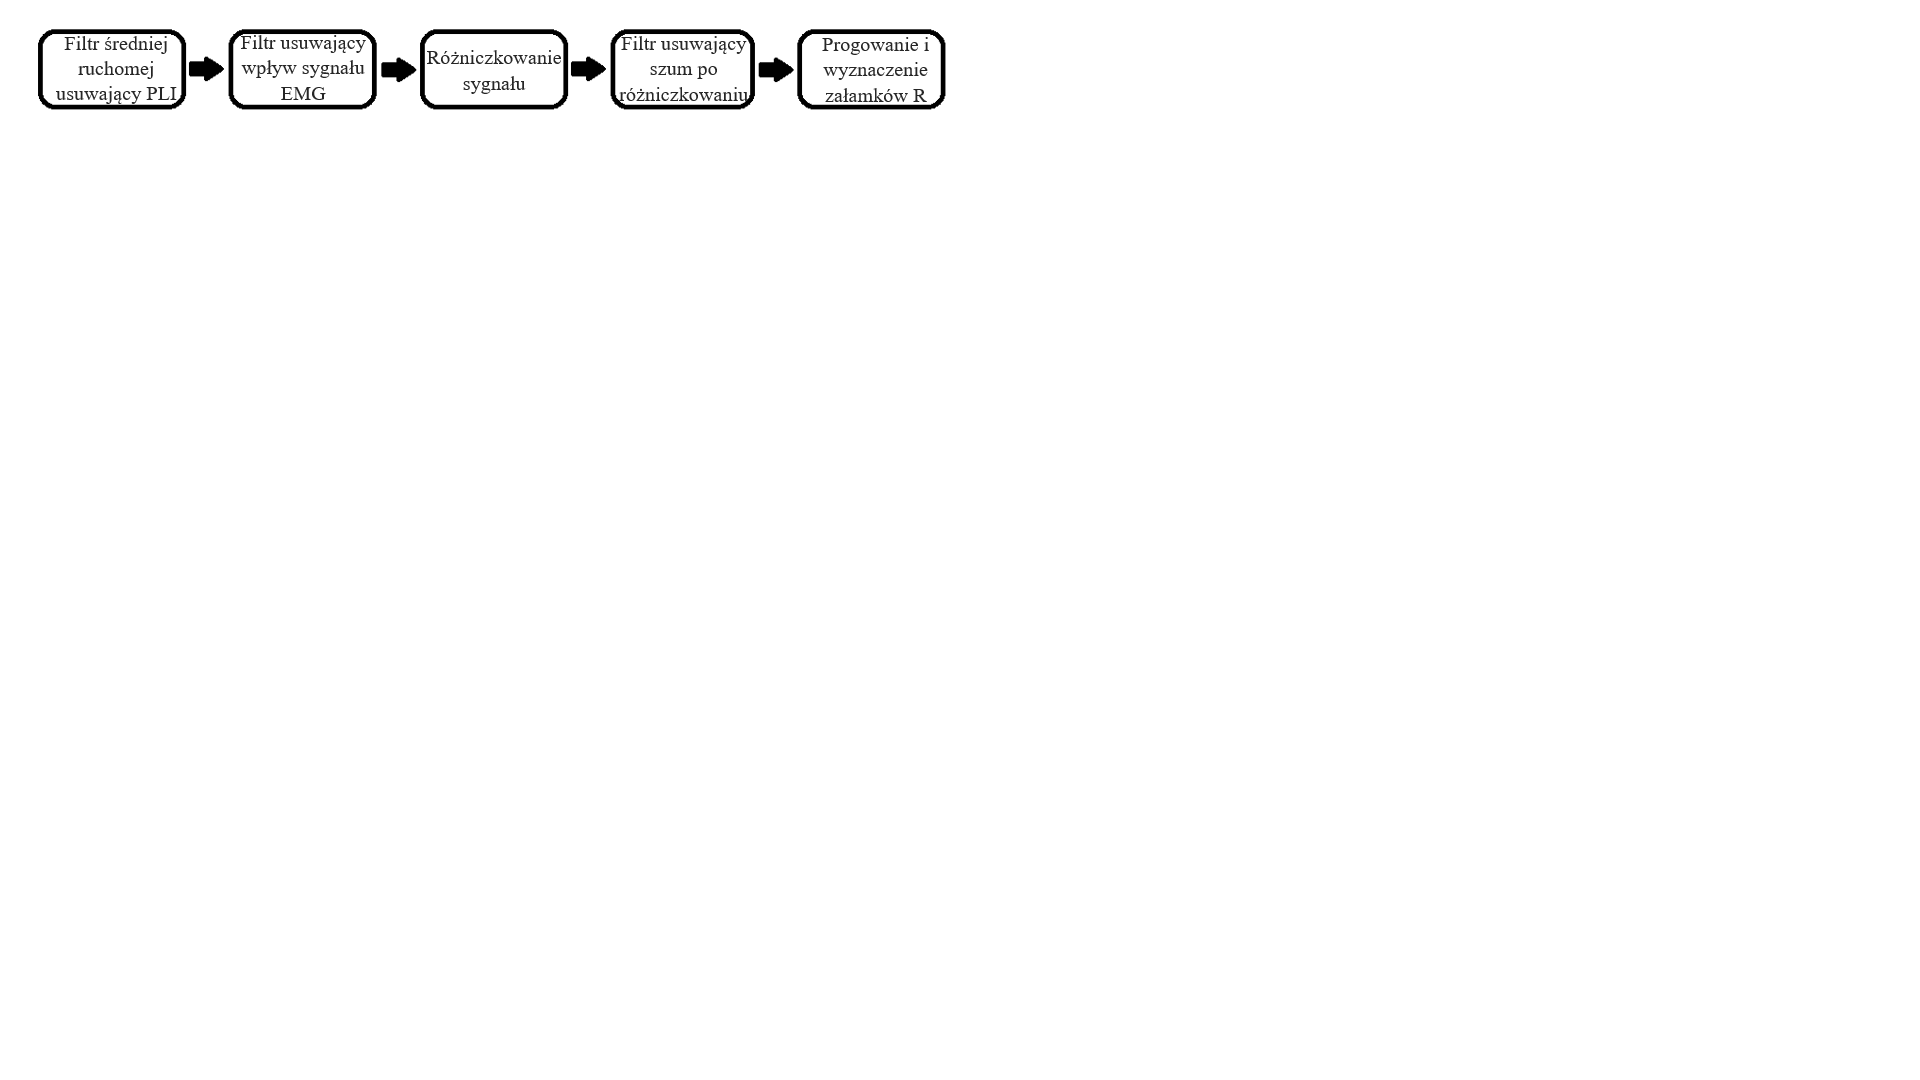 Filtr średniej
ruchomej
usuwający PLI
Filtr usuwający
wpływ sygnału
EMG
Różniczkowanie
sygnału
Filtr usuwający
szum po
różniczkowaniu
Progowanie i
wyznaczenie
załamków R